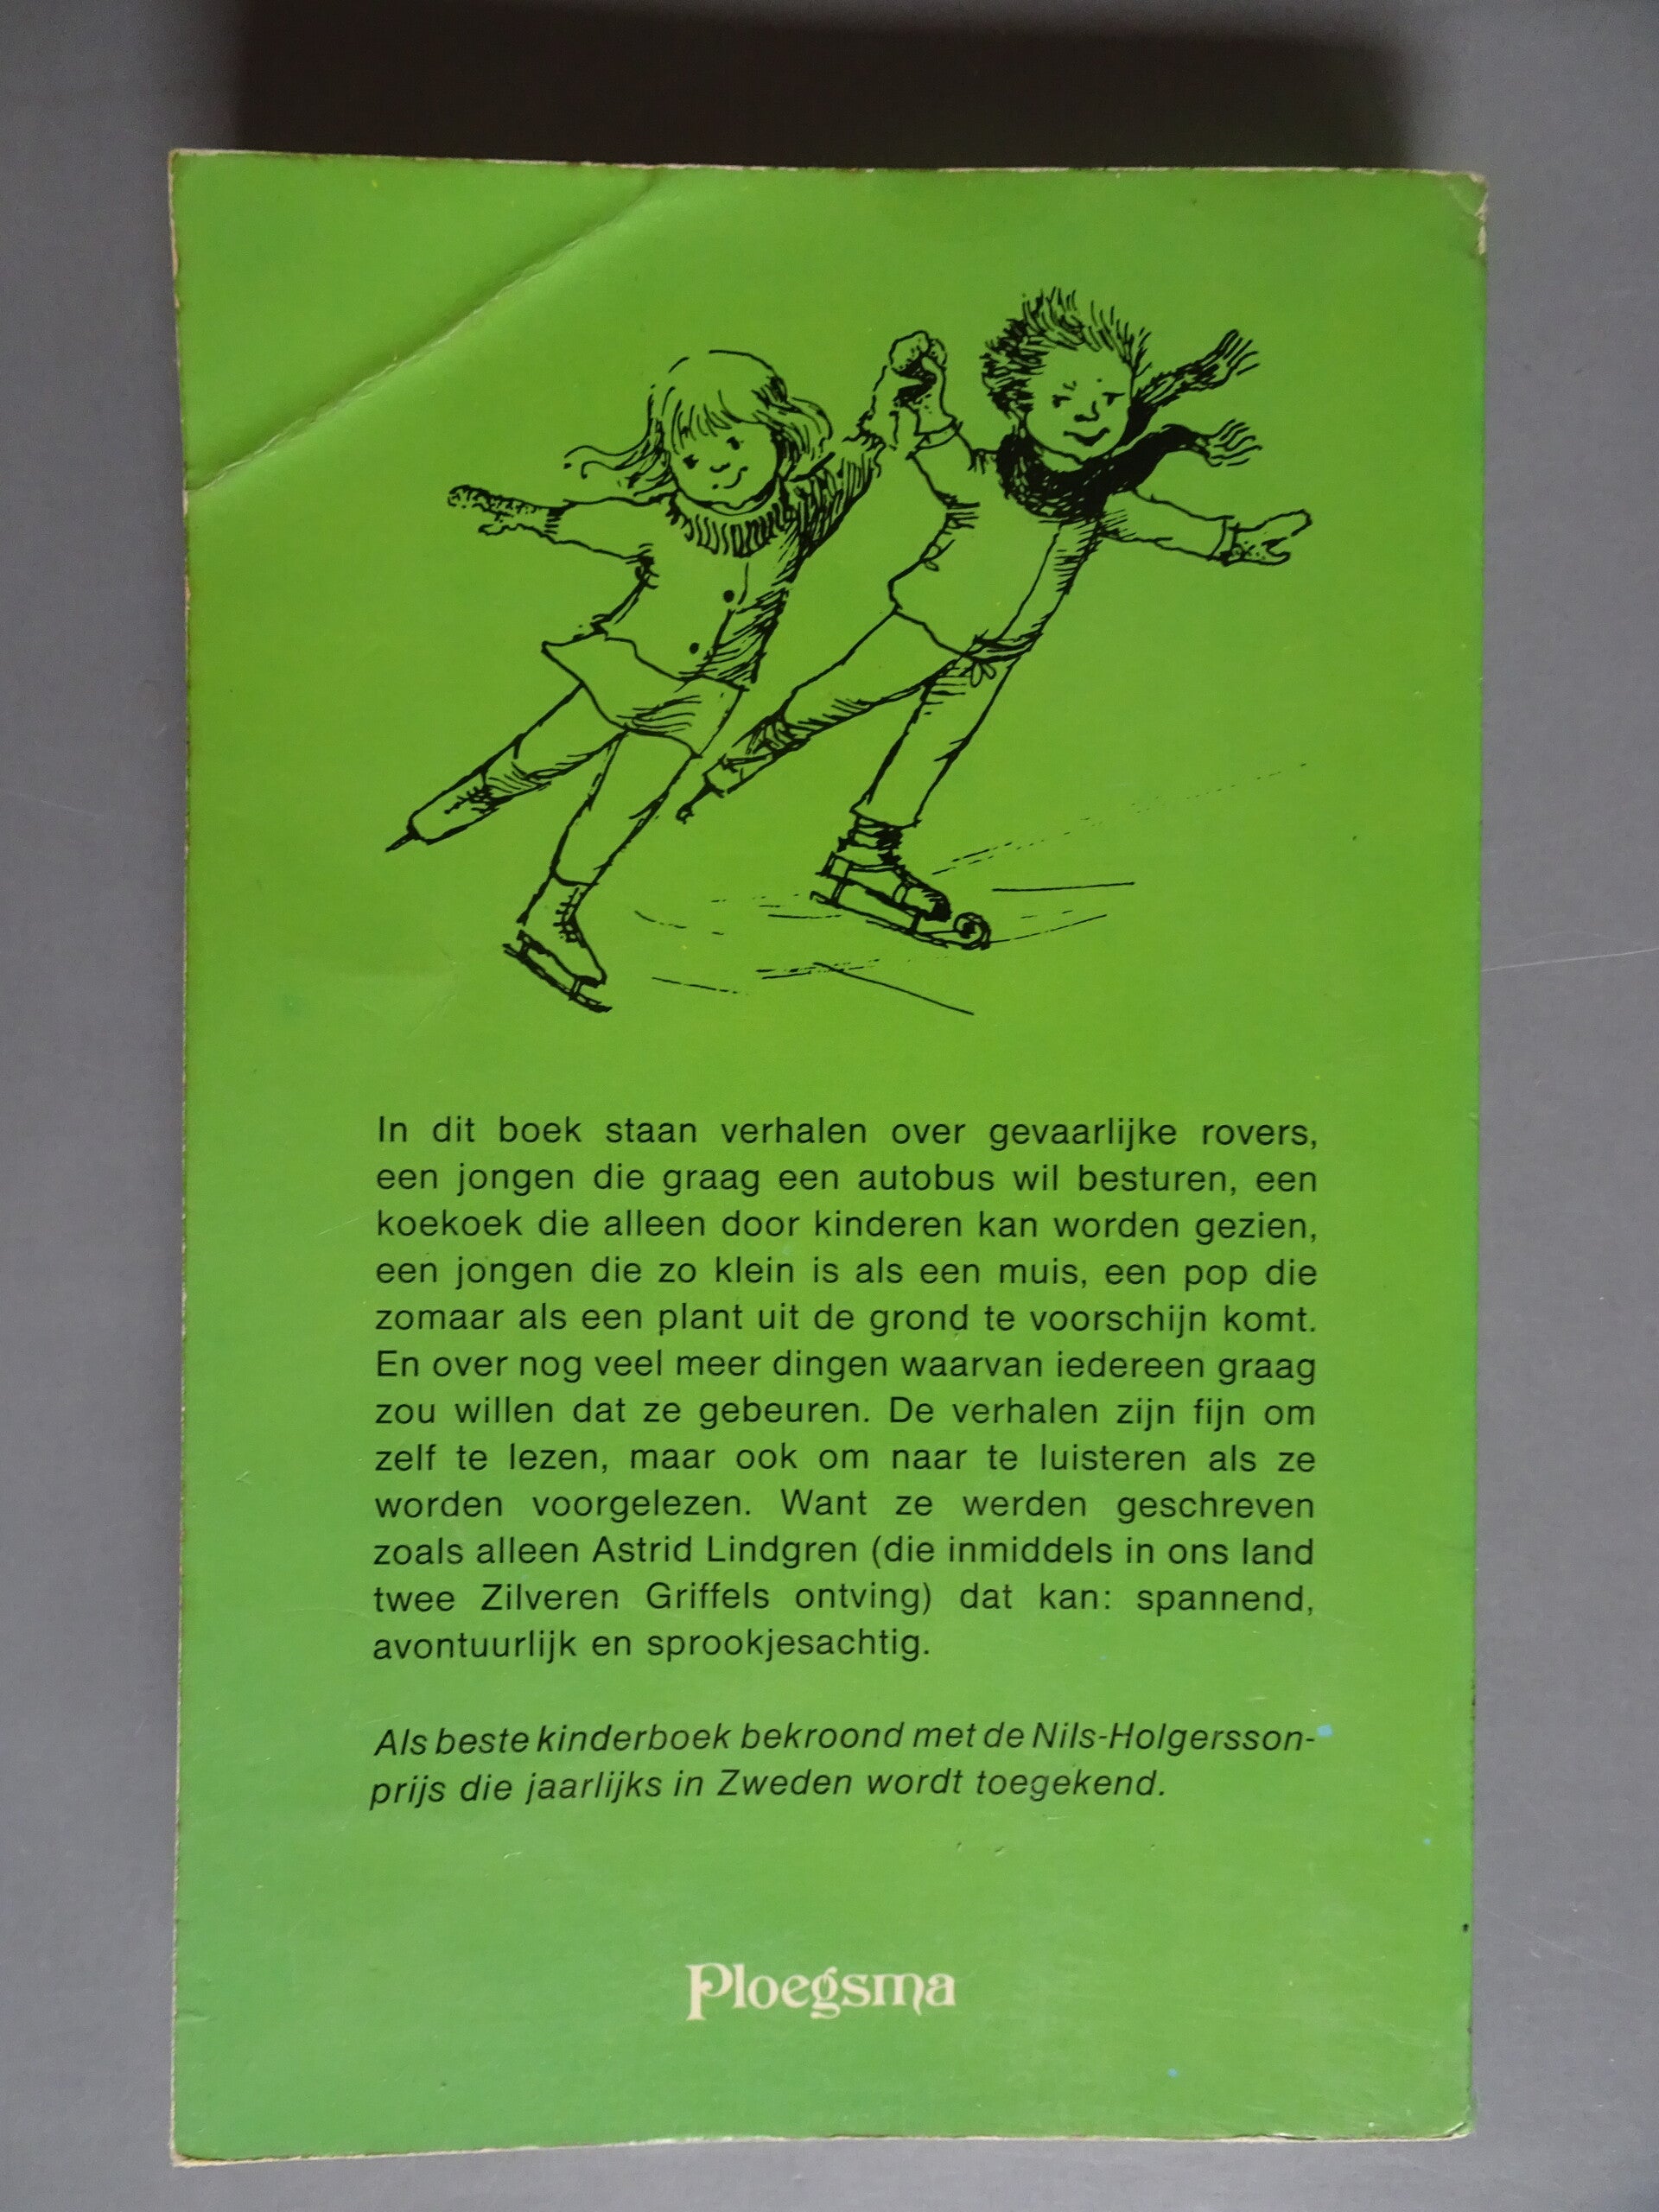 In dit boek staan verhalen over gevaarlijke rovers,
een jongen die graag een autobus wil besturen, een
koekoek die alleen door kinderen kan worden gezien,
een jongen die zo klein is als een muis, een pop die
zomaar als een plant uit de grond te voorschijn komt.
En over nog veel meer dingen waarvan iedereen graag
zou willen dat ze gebeuren. De verhalen zijn fijn om
zelf te lezen, maar ook om naar te luisteren als ze
worden voorgelezen. Want ze werden geschreven
zoals alleen Astrid Lindgren (die inmiddels in ons land
twee Zilveren Griffels ontving) dat kan: spannend,
avontuurlijk en sprookjesachtig.
Als beste kinderboek bekroond met de Nils-Holgersson-
prijs die jaarlijks in Zweden wordt toegekend.
Ploegsma